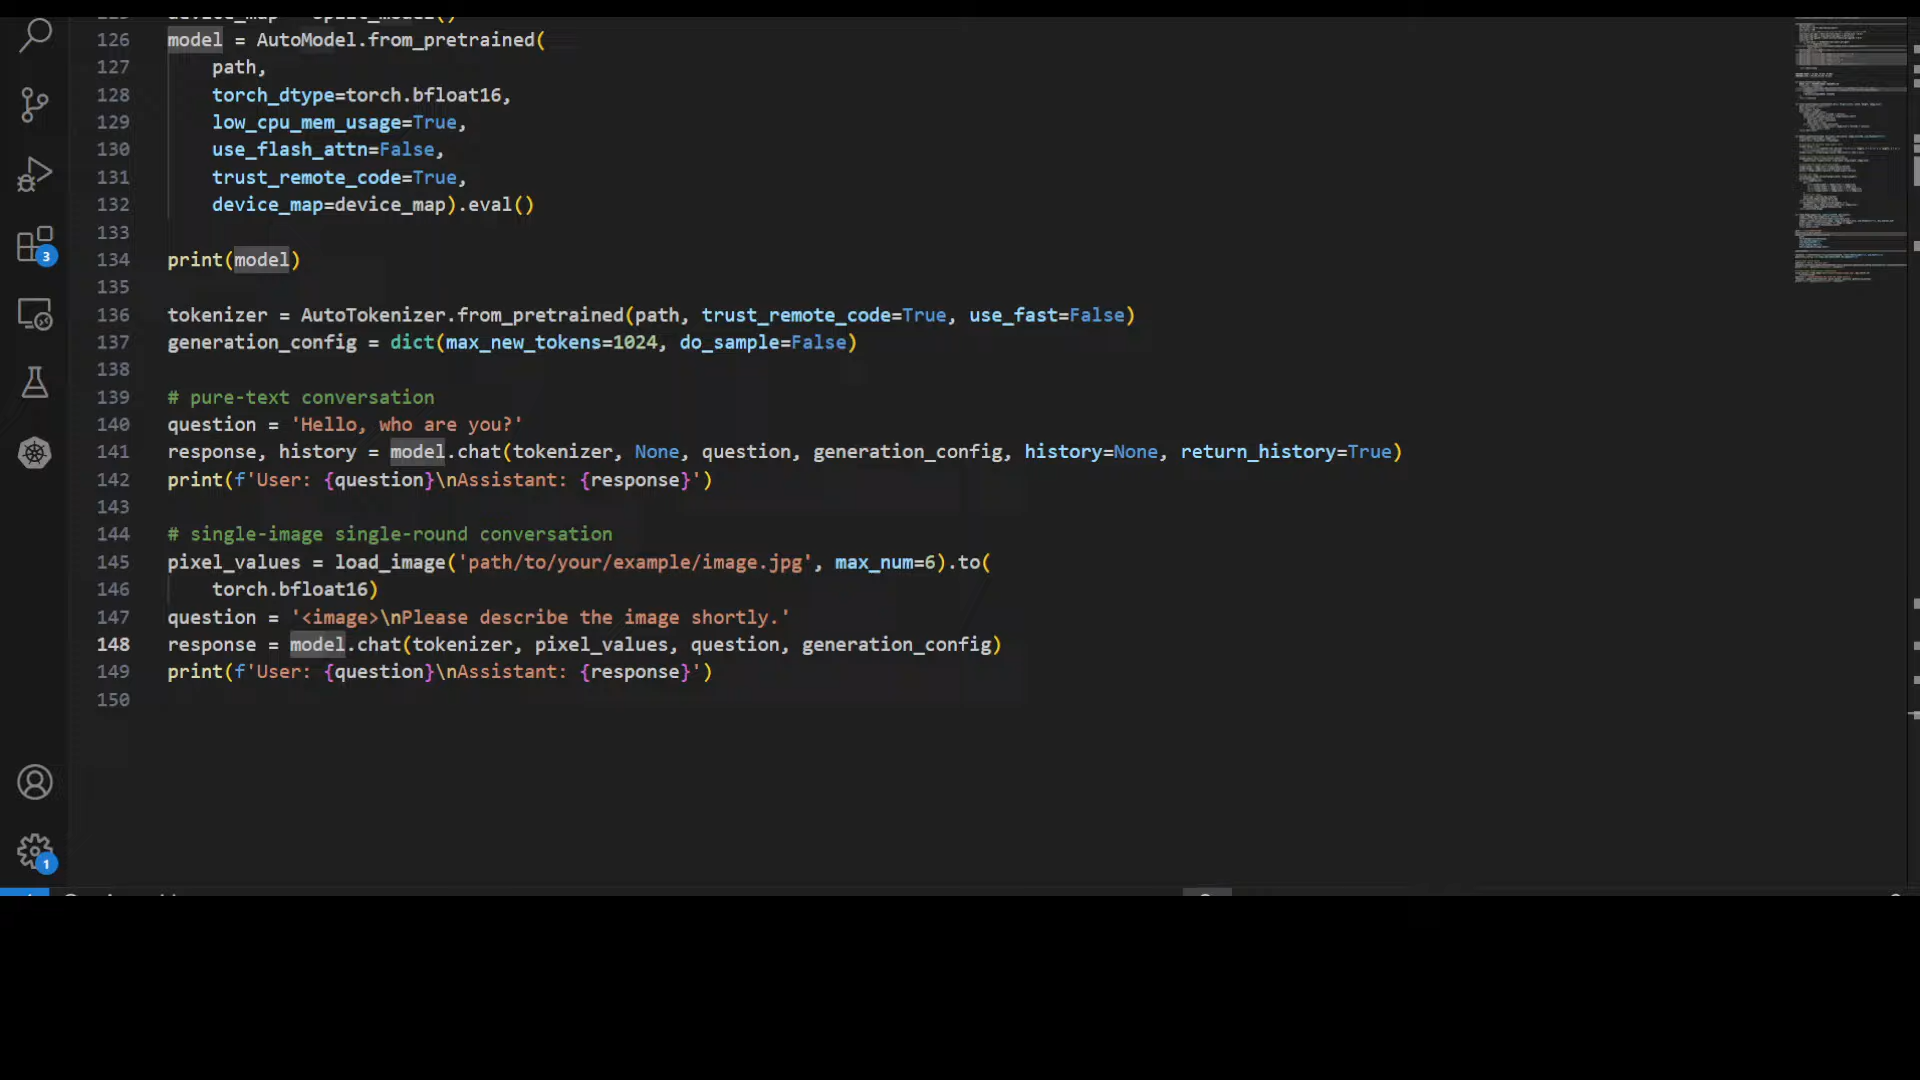 126 model = AutoModel.from_pretrained(
127 path,
128 torch_dtype=torch.bfloat16,
129 low_cpu_mem_usage=True,
130 use_flash_attn=False,
131 trust_remote_code=True,
132 device_map=device_map).eval()
133
134 print(model)
135
136 tokenizer = AutoTokenizer.from_pretrained(path, trust_remote_code=True, use_fast=False)
137 generation_config = dict(max_new_tokens=1024, do_sample=False)
138
139 # pure-text conversation
140 question = 'Hello, who are you?'
141 response, history = model.chat(tokenizer, None, question, generation_config, history=None, return_history=True)
142 print(f'User: {question}\nAssistant: {response}')
143
144 # single-image single-round conversation
145 pixel_values = load_image('path/to/your/example/image.jpg', max_num=6).to(
146 torch.bfloat16)
147 question = '<image>\nPlease describe the image shortly.'
148 response = model.chat(tokenizer, pixel_values, question, generation_config)
149 print(f'User: {question}\nAssistant: {response}')
150
3
1